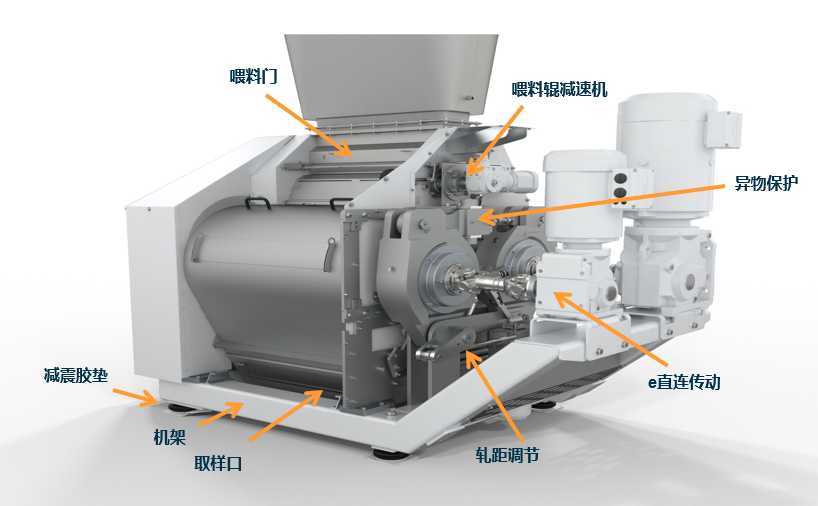 喂料门
喂料辊减速机
异物保护
e直连传动
减震胶垫
机架
取样口
轧距调节